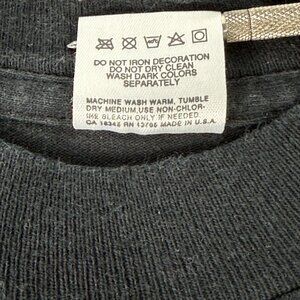 DO NOT IRON DECORATION
DO NOT DRY CLEAN
WASH DARK COLORS
SEPARATELY
MACHINE WASH WARM, TUMBLE
DRY MEDIUM, USE NON-CHLOR-
INE BLEACH ONLY IF NEEDED.
CA 18345 RN 13765 MADE IN U.S.A.